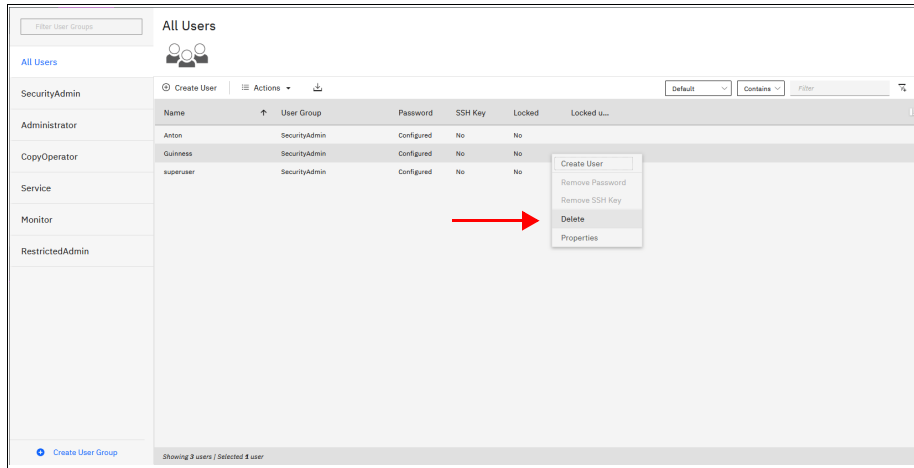 Filter User Groups
All Users
SecurityAdmin
Administrator
CopyOperator
Service
Monitor
RestrictedAdmin
Create User Group
All Users
Create User
Actions
Default
Contains
Filter
Name User Group Password SSH Key Locked Locked u...
Anton SecurityAdmin Configured No No
Guinness SecurityAdmin Configured No No
superuser SecurityAdmin Configured No No
Create User
Remove Password
Remove SSH Key
Delete
Properties
Showing 3 users | Selected 1 user